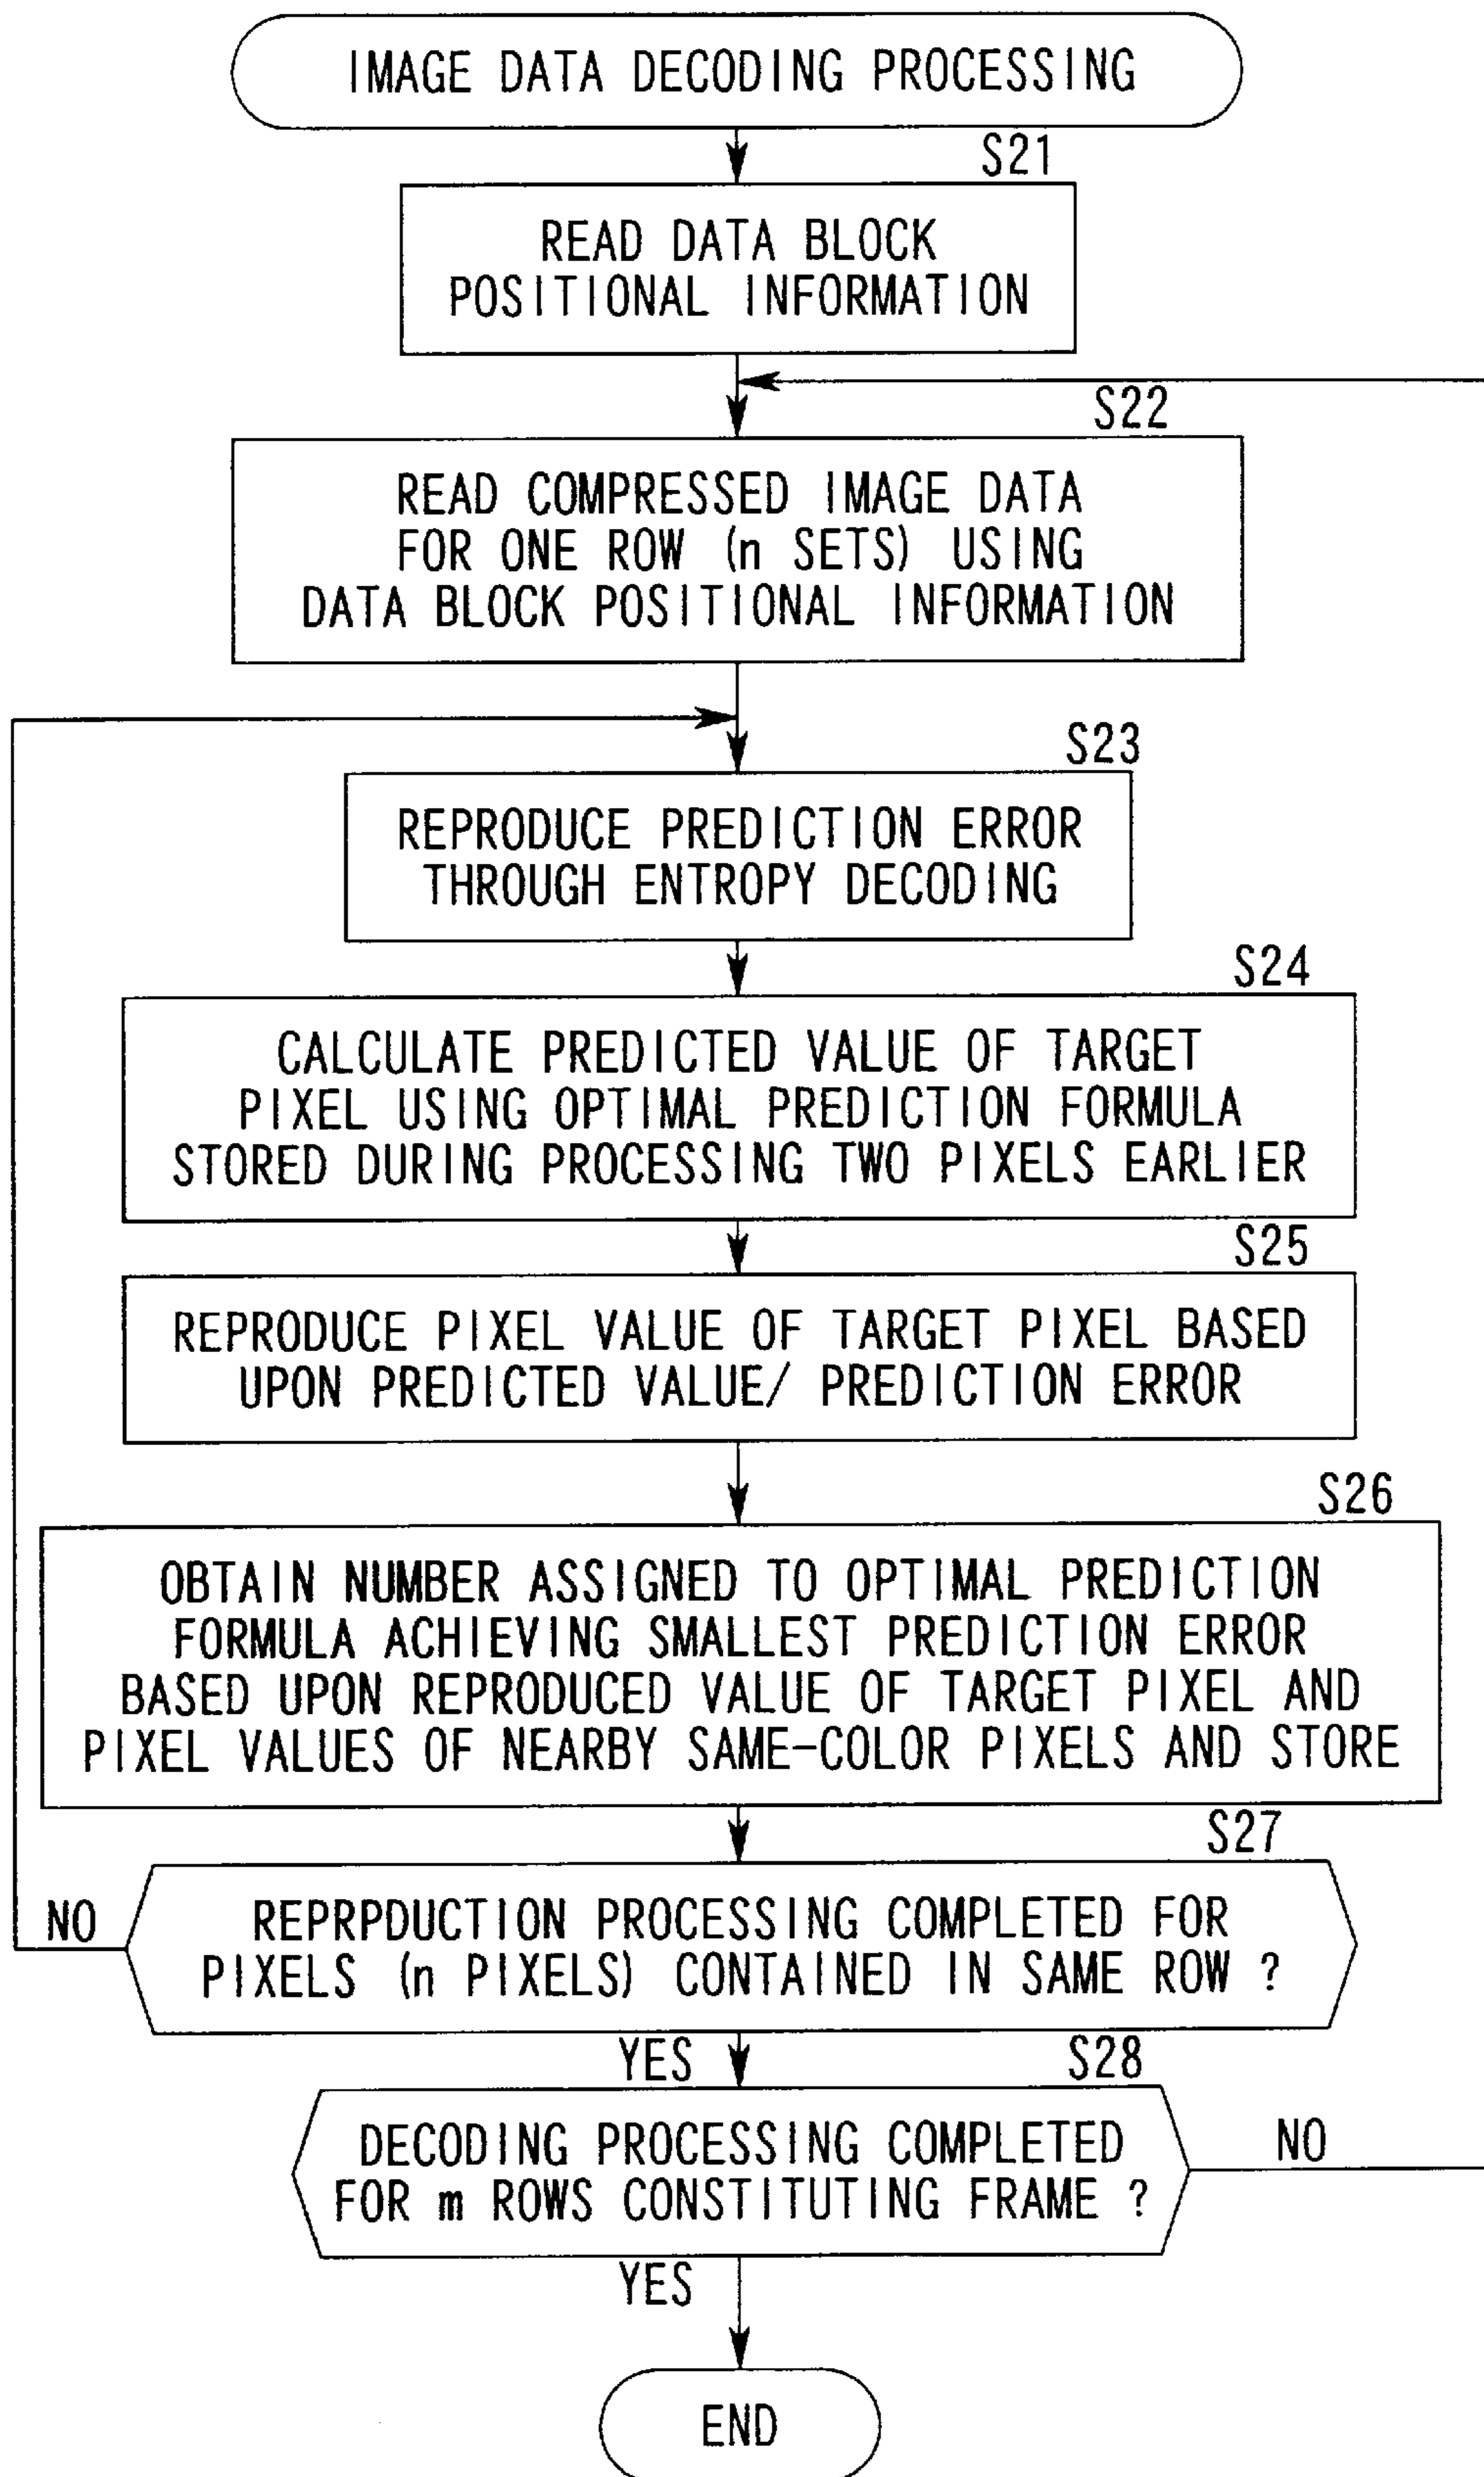 IMAGE DATA DECODING PROCESSING
S21
READ DATA BLOCK
POSITIONAL INFORMATION
S22
READ COMPRESSED IMAGE DATA
FOR ONE ROW (n SETS) USING
DATA BLOCK POSITIONAL INFORMATION
S23
REPRODUCE PREDICTION ERROR
THROUGH ENTROPY DECODING
S24
CALCULATE PREDICTED VALUE OF TARGET
PIXEL USING OPTIMAL PREDICTION FORMULA
STORED DURING PROCESSING TWO PIXELS EARLIER
S25
REPRODUCE PIXEL VALUE OF TARGET PIXEL BASED
UPON PREDICTED VALUE/ PREDICTION ERROR
S26
OBTAIN NUMBER ASSIGNED TO OPTIMAL PREDICTION
FORMULA ACHIEVING SMALLEST PREDICTION ERROR
BASED UPON REPRODUCED VALUE OF TARGET PIXEL AND
PIXEL VALUES OF NEARBY SAME-COLOR PIXELS AND STORE
S27
NO
REPRPDUCTION PROCESSING COMPLETED FOR
PIXELS (n PIXELS) CONTAINED IN SAME ROW ?
YES
S28
DECODING PROCESSING COMPLETED
FOR m ROWS CONSTITUTING FRAME ?
NO
YES
END